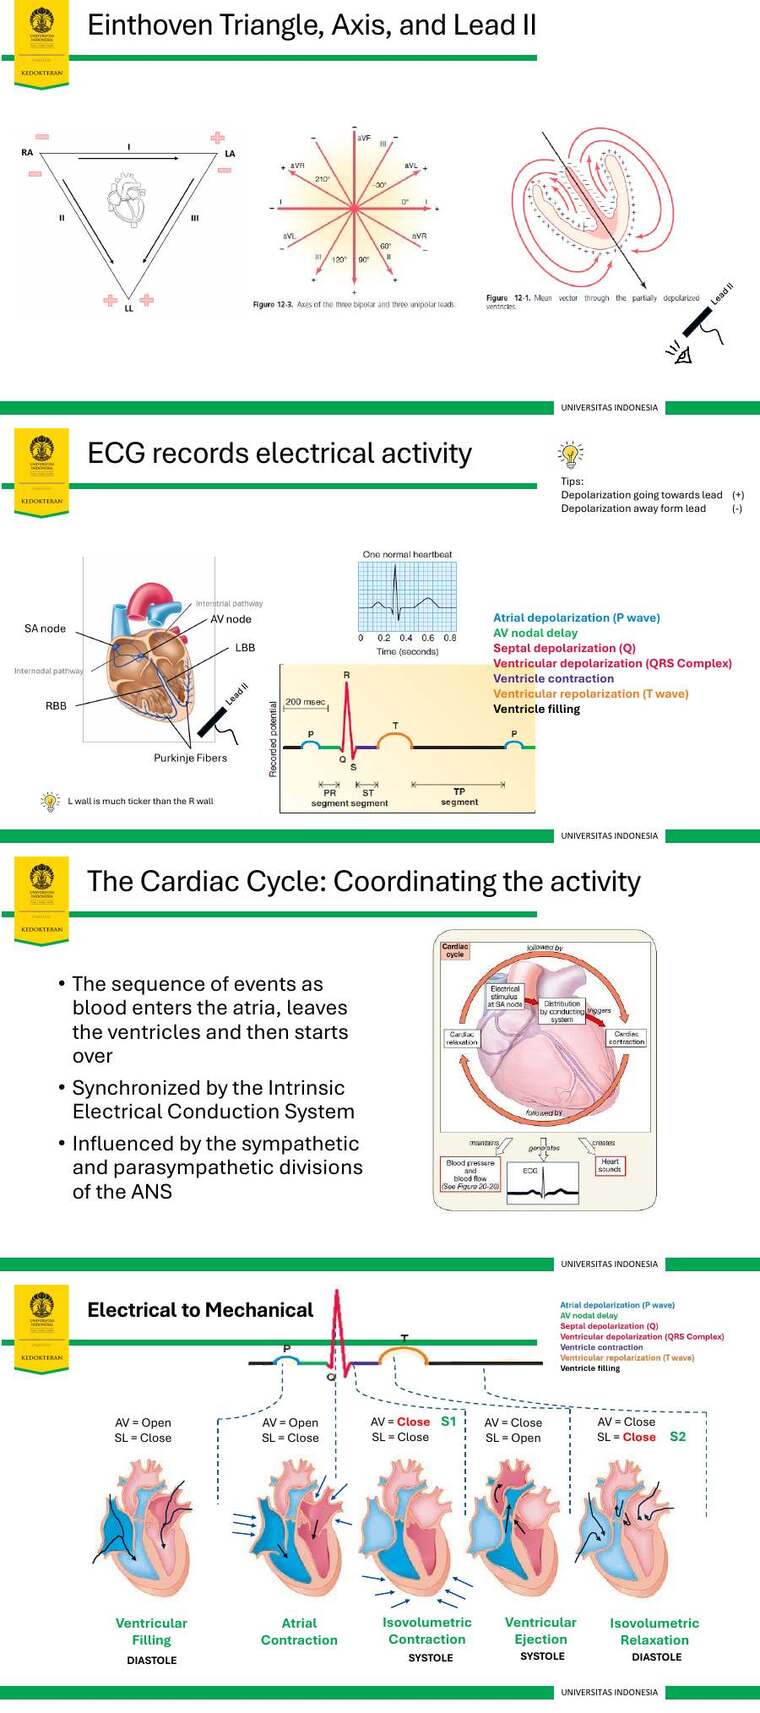 Einthoven Triangle, Axis, and Lead II
KEDOKTERAN
RA
I
LA
II
III
LL
aVF
III
aVR
aVL
210°
-30°
I
0°
I
aVL
aVR
60°
III
120°
90°
II
Figure 12-3. Axes of the three bipolar and three unipolar leads.
Figure 12-1. Mean vector through the partially depolarized
ventricles.
Lead II
UNIVERSITAS INDONESIA
ECG records electrical activity
KEDOKTERAN
Tips:
Depolarization going towards lead (+)
Depolarization away form lead (-)
Interatrial pathway
AV node
SA node
LBB
Internodal pathway
RBB
Lead II
Purkinje Fibers
L wall is much ticker than the R wall
One normal heartbeat
0 0.2 0.4 0.6 0.8
Time (seconds)
Recorded potential
200 msec
R
P
T
P
Q
S
PR
segment
ST
segment
TP
segment
Atrial depolarization (P wave)
AV nodal delay
Septal depolarization (Q)
Ventricular depolarization (QRS Complex)
Ventricle contraction
Ventricular repolarization (T wave)
Ventricle filling
UNIVERSITAS INDONESIA
The Cardiac Cycle: Coordinating the activity
KEDOKTERAN
• The sequence of events as
blood enters the atria, leaves
the ventricles and then starts
over
• Synchronized by the Intrinsic
Electrical Conduction System
• Influenced by the sympathetic
and parasympathetic divisions
of the ANS
Cardiac
cycle
followed by
Electrical
stimulus
at SA node
Distribution
by conducting
system
triggers
Cardiac
relaxation
Cardiac
contraction
followed by
maintains
generates
creates
Blood pressure
and
blood flow
(See Figure 20-20)
ECG
Heart
sounds
UNIVERSITAS INDONESIA
Electrical to Mechanical
KEDOKTERAN
P
Q
T
Atrial depolarization (P wave)
AV nodal delay
Septal depolarization (Q)
Ventricular depolarization (QRS Complex)
Ventricle contraction
Ventricular repolarization (T wave)
Ventricle filling
AV = Open
SL = Close
AV = Open
SL = Close
AV = Close S1
SL = Close
AV = Close
SL = Open
AV = Close
SL = Close S2
Ventricular
Filling
DIASTOLE
Atrial
Contraction
Isovolumetric
Contraction
SYSTOLE
Ventricular
Ejection
SYSTOLE
Isovolumetric
Relaxation
DIASTOLE
UNIVERSITAS INDONESIA